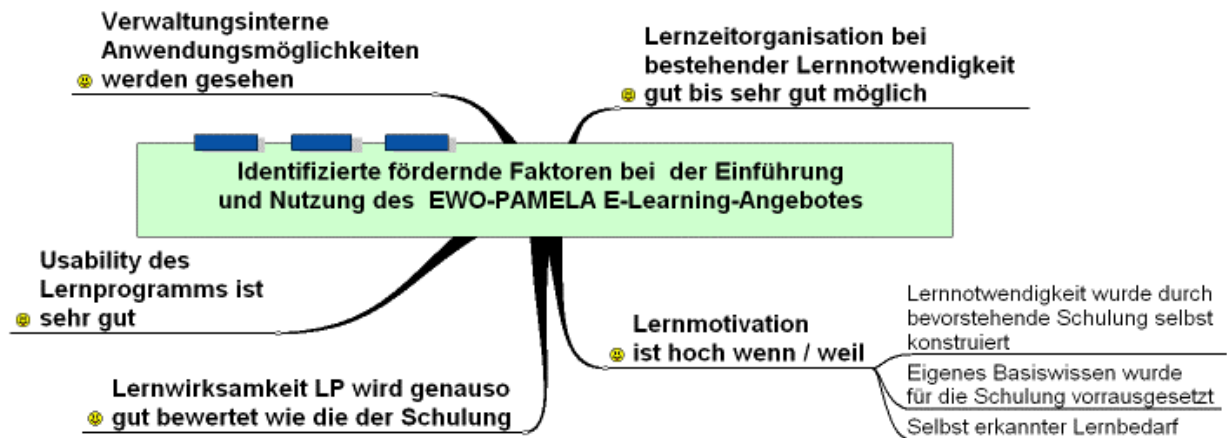 Verwaltungsinterne
Anwendungsmöglichkeiten
werden gesehen
Lernzeitorganisation bei
bestehender Lernnotwendigkeit
gut bis sehr gut möglich
Identifizierte fördernde Faktoren bei der Einführung
und Nutzung des EWO-PAMELA E-Learning-Angebotes
Usability des
Lernprogramms ist
sehr gut
Lernmotivation
ist hoch wenn / weil
Lernnotwendigkeit wurde durch
bevorstehende Schulung selbst
konstruiert
Eigenes Basiswissen wurde
für die Schulung vorrausgesetzt
Selbst erkannter Lernbedarf
Lernwirksamkeit LP wird genauso
gut bewertet wie die der Schulung